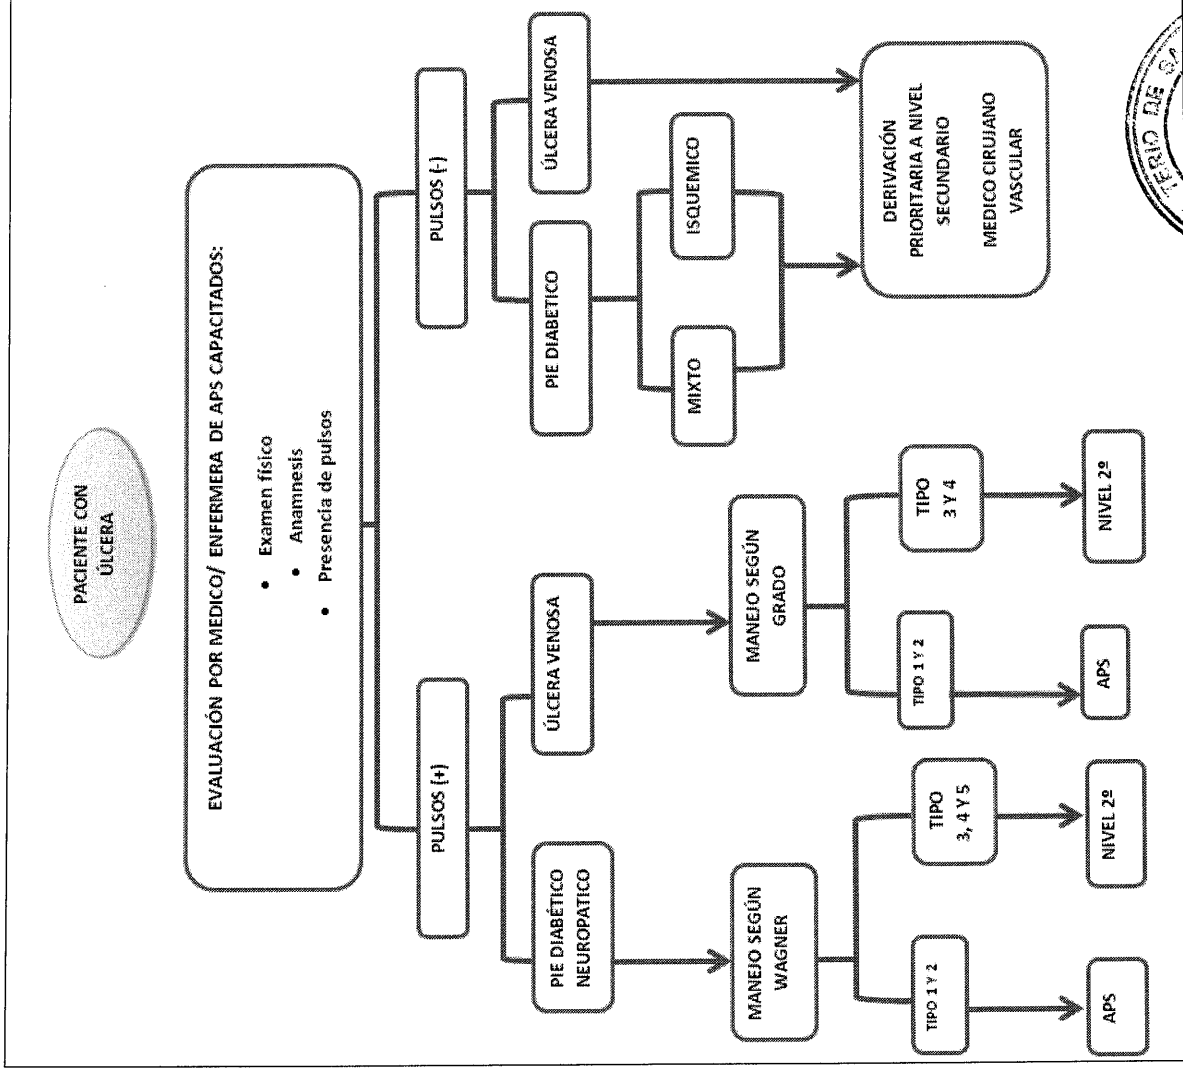 PACIENTE CON
ÚLCERA
EVALUACIÓN POR MEDICO/ ENFERMERA DE APS CAPACITADOS:
• Examen físico
• Anamnesis
• Presencia de pulsos
PULSOS (+)
PULSOS (-)
PIE DIABÉTICO
NEUROPATICO
ÚLCERA VENOSA
PIE DIABETICO
ÚLCERA VENOSA
MANEJO SEGÚN
WAGNER
MANEJO SEGÚN
GRADO
MIXTO
ISQUEMICO
TIPO 1 Y 2
TIPO
3, 4 Y 5
TIPO 1 Y 2
TIPO
3 Y 4
DERIVACIÓN
PRIORITARIA A NIVEL
SECUNDARIO
MEDICO CIRUJANO
VASCULAR
APS
NIVEL 2º
APS
NIVEL 2º
TERIO DE SA